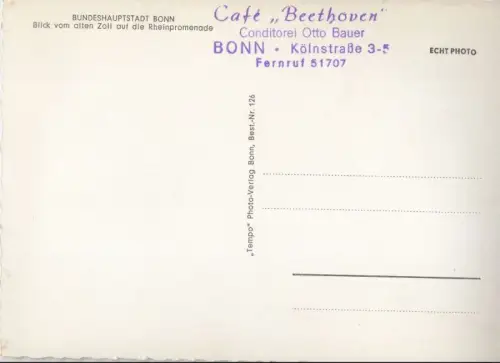 BUNDESHAUPTSTADT BONN
Blick vom alten Zoll auf die Rheinpromenade
Café „Beethoven"
Conditorei Otto Bauer
BONN • Kölnstraße 3-5
Fernruf 51707
ECHT PHOTO
„Tempo" Photo-Verlag Bonn, Best.-Nr. 126